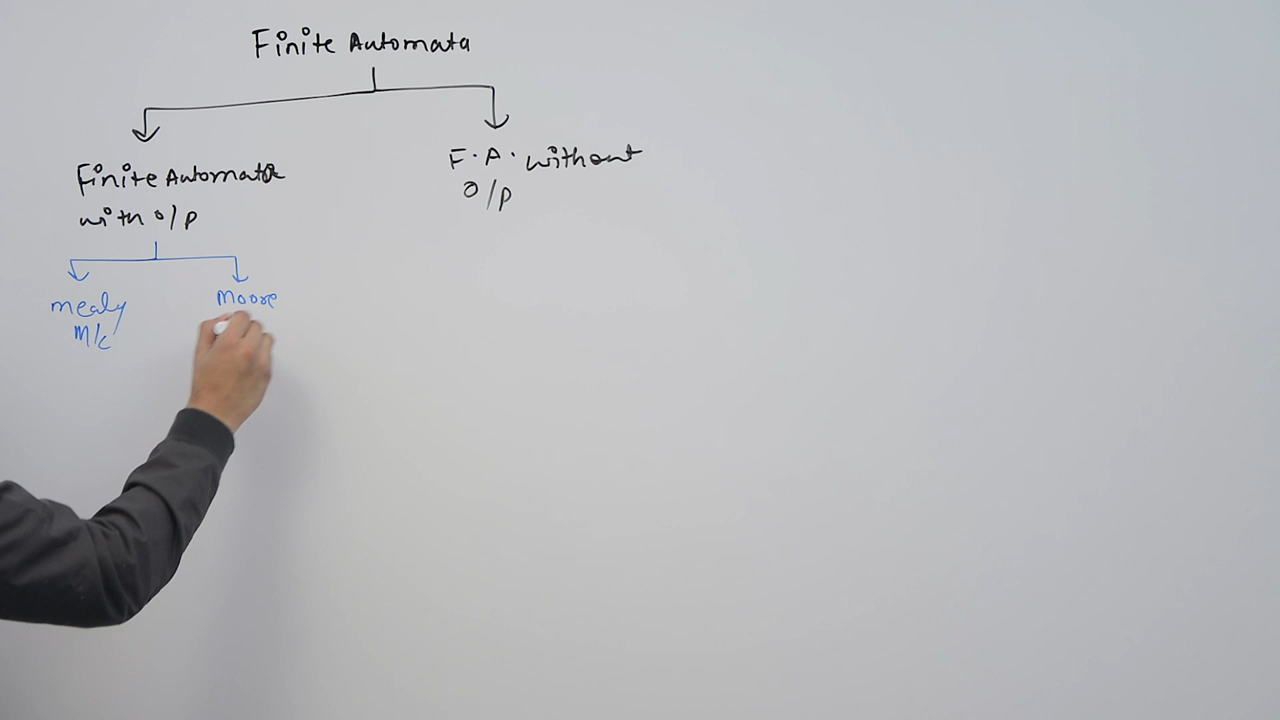 Finite Automata
Finite Automata
with o/p
F.A. without
o/p
mealy
M/c
Moore